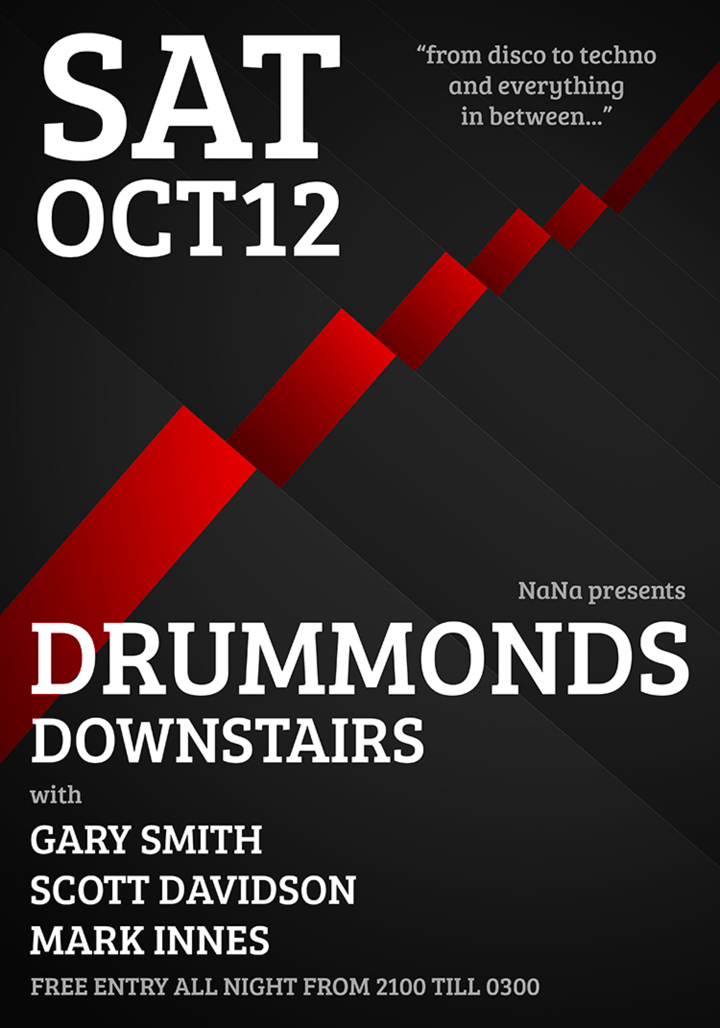 SAT
OCT12
“from disco to techno
and everything
in between...”
NaNa presents
DRUMMONDS
DOWNSTAIRS
with
GARY SMITH
SCOTT DAVIDSON
MARK INNES
FREE ENTRY ALL NIGHT FROM 2100 TILL 0300